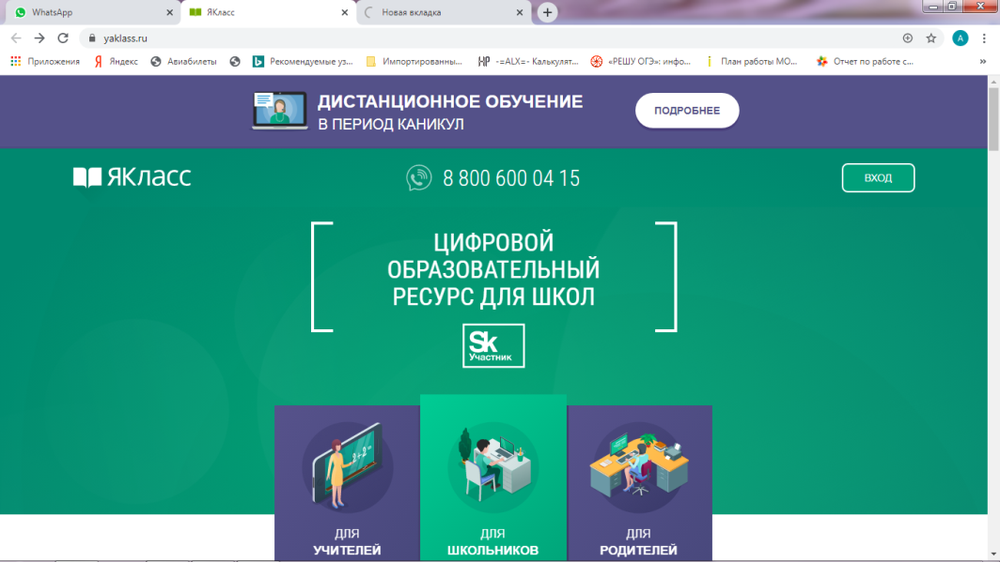 WhatsApp
ЯКласс
Новая вкладка
yaklass.ru
A
Приложения
Яндекс
Авиабилеты
Рекомендуемые уз...
Импортированны...
-=ALX=- Калькулят...
«РЕШУ ОГЭ»: инфо...
План работы МО...
Отчет по работе с...
»
ДИСТАНЦИОННОЕ ОБУЧЕНИЕ
В ПЕРИОД КАНИКУЛ
ПОДРОБНЕЕ
ЯКласс
8 800 600 04 15
ВХОД
ЦИФРОВОЙ
ОБРАЗОВАТЕЛЬНЫЙ
РЕСУРС ДЛЯ ШКОЛ
Sk
Участник
2+2=
ДЛЯ
УЧИТЕЛЕЙ
ДЛЯ
ШКОЛЬНИКОВ
ДЛЯ
РОДИТЕЛЕЙ